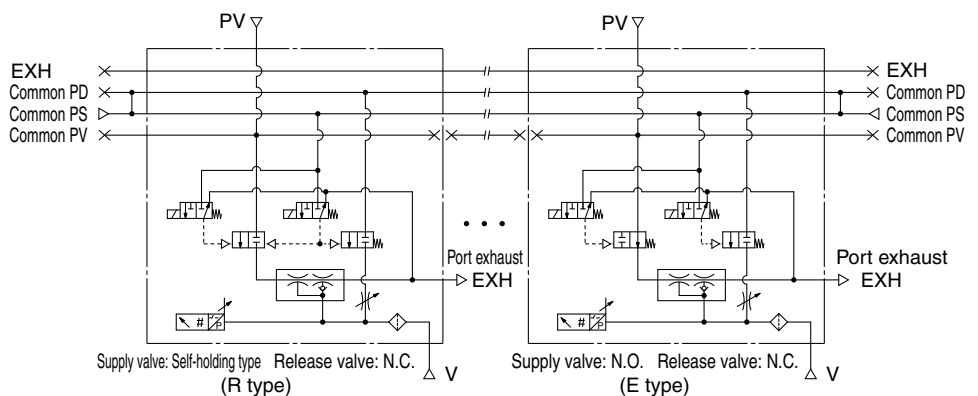 PV
PV
EXH
EXH
Common PD
Common PD
Common PS
Common PS
Common PV
Common PV
• • •
Port exhaust
EXH
Port exhaust
EXH
#
P
#
P
Supply valve: Self-holding type
Release valve: N.C.
V
(R type)
Supply valve: N.O.
Release valve: N.C.
V
(E type)